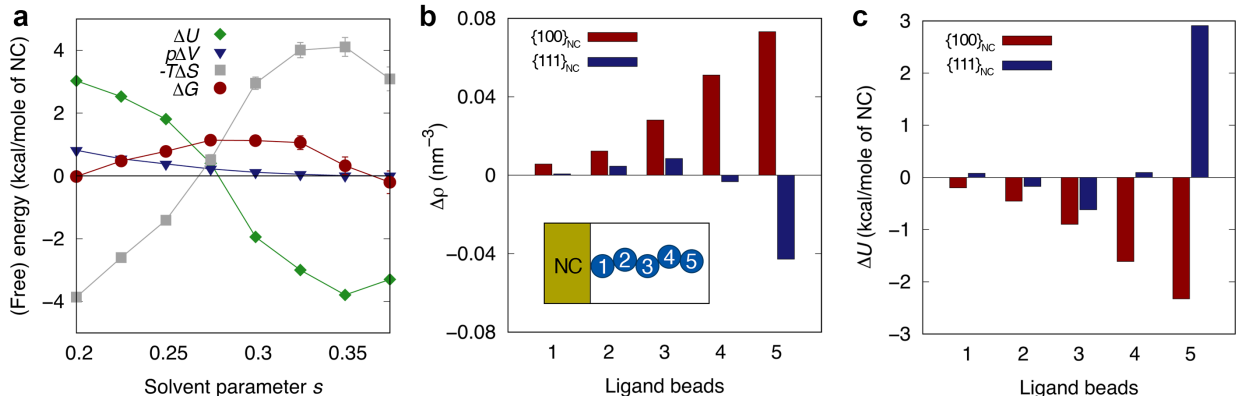 a
ΔU
pΔV
-TΔS
ΔG
4
2
0
−2
−4
0.2
0.25
0.3
0.35
(Free) energy (kcal/mole of NC)
Solvent parameter s
b
{100}NC
{111}NC
0.08
0.04
0
−0.04
−0.08
Δρ (nm⁻³)
NC
1
2
3
4
5
1
2
3
4
5
Ligand beads
c
{100}NC
{111}NC
3
2
1
0
−1
−2
−3
ΔU (kcal/mole of NC)
1
2
3
4
5
Ligand beads